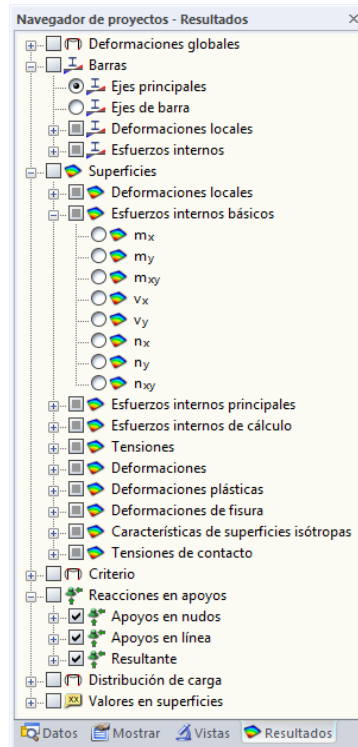 Navegador de proyectos - Resultados
Deformaciones globales
Barras
Ejes principales
Ejes de barra
Deformaciones locales
Esfuerzos internos
Superficies
Deformaciones locales
Esfuerzos internos básicos
mx
my
mxy
vx
vy
nx
ny
nxy
Esfuerzos internos principales
Esfuerzos internos de cálculo
Tensiones
Deformaciones
Deformaciones plásticas
Deformaciones de fisura
Características de superficies isótropas
Tensiones de contacto
Criterio
Reacciones en apoyos
Apoyos en nudos
Apoyos en línea
Resultante
Distribución de carga
xx Valores en superficies
Datos Mostrar Vistas Resultados